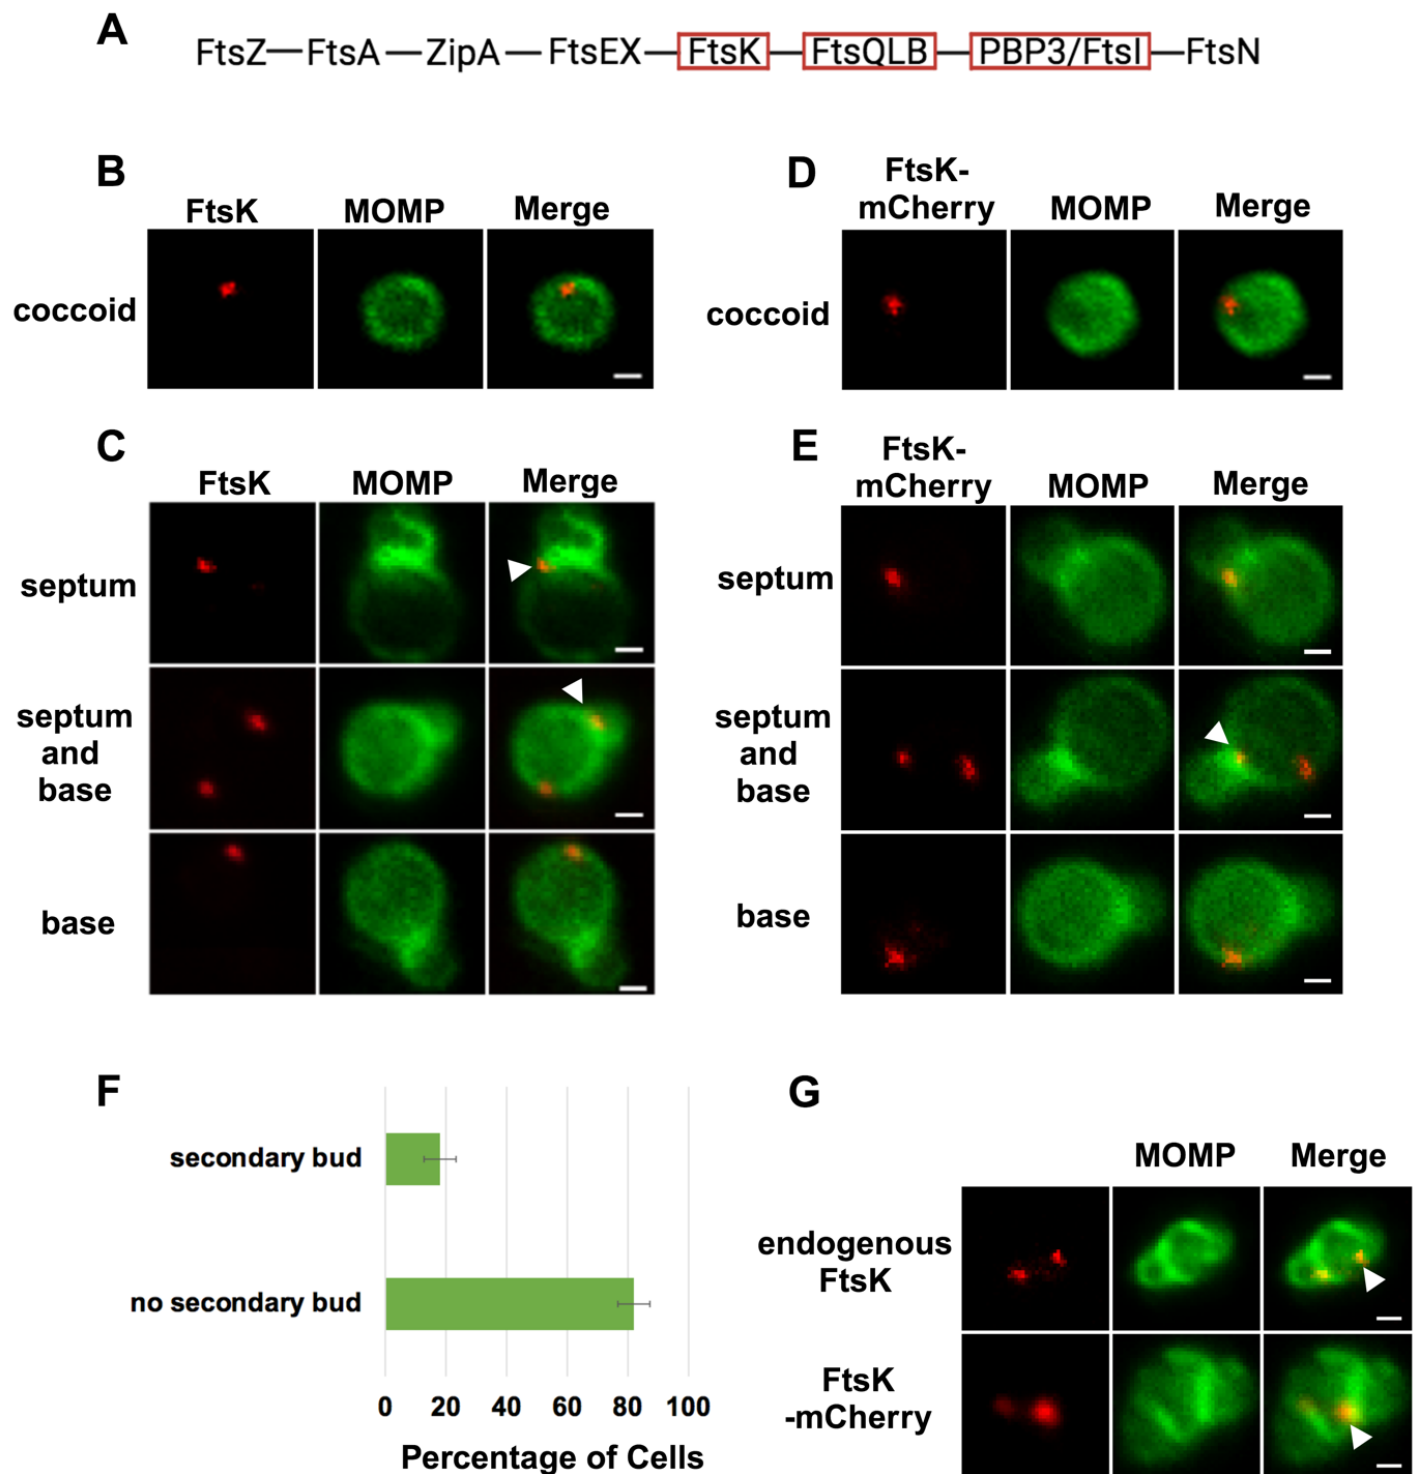 A
FtsZ—FtsA—ZipA—FtsEX—FtsK—FtsQLB—PBP3/FtsI—FtsN
B
FtsK MOMP Merge
coccoid
D
FtsK-
mCherry MOMP Merge
coccoid
C
FtsK MOMP Merge
septum
septum
and
base
base
E
FtsK-
mCherry MOMP Merge
septum
septum
and
base
base
F
secondary bud
no secondary bud
0 20 40 60 80 100
Percentage of Cells
G
MOMP Merge
endogenous
FtsK
FtsK
-mCherry